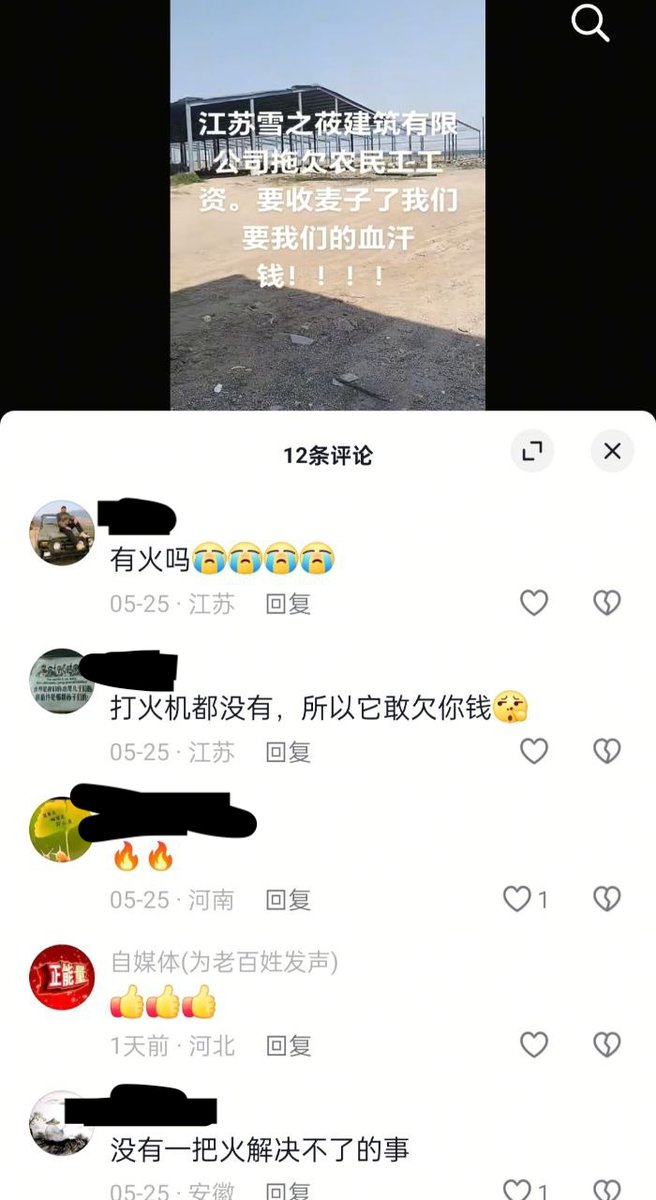 江苏雪之莜建筑有限
公司拖欠农民工工
资。要收麦子了我们
要我们的血汗
钱！！！！
12条评论
有火吗😭😭😭😭
05-25 · 江苏 回复
打火机都没有，所以它敢欠你钱
05-25 · 江苏 回复
🔥🔥
05-25 · 河南 回复 1
正能量
自媒体(为老百姓发声)
👍👍👍
1天前 · 河北 回复
没有一把火解决不了的事
05-25 · 安徽 回复 1